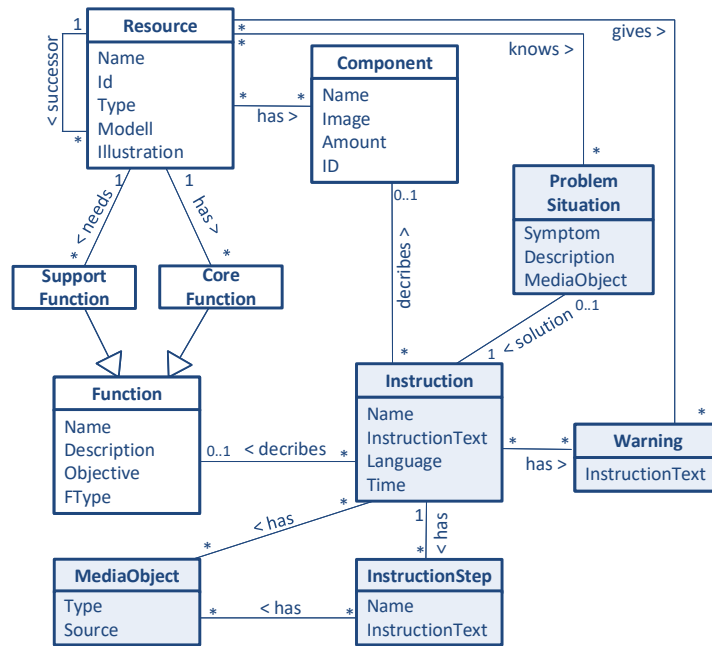 Resource
Name
Id
Type
Modell
Illustration
1
< successor
*
*
*
gives >
knows >
Component
Name
Image
Amount
ID
*
*
has >
0..1
decribes >
*
*
Problem
Situation
Symptom
Description
MediaObject
0..1
1
< solution
1
< needs
*
1
has >
*
Support
Function
Core
Function
Function
Name
Description
Objective
FType
0..1
< decribes
*
Instruction
Name
InstructionText
Language
Time
*
*
has >
*
Warning
InstructionText
*
< has
*
1
< has
*
MediaObject
Type
Source
*
< has
*
InstructionStep
Name
InstructionText